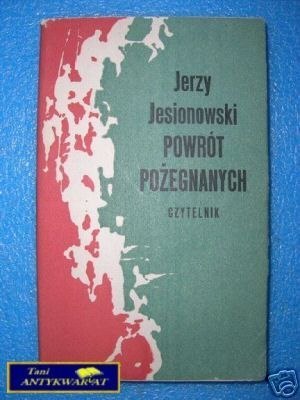 Jerzy
Jesionowski
POWRÓT
POŻEGNANYCH
CZYTELNIK
Tani
ANTYKWARIAT